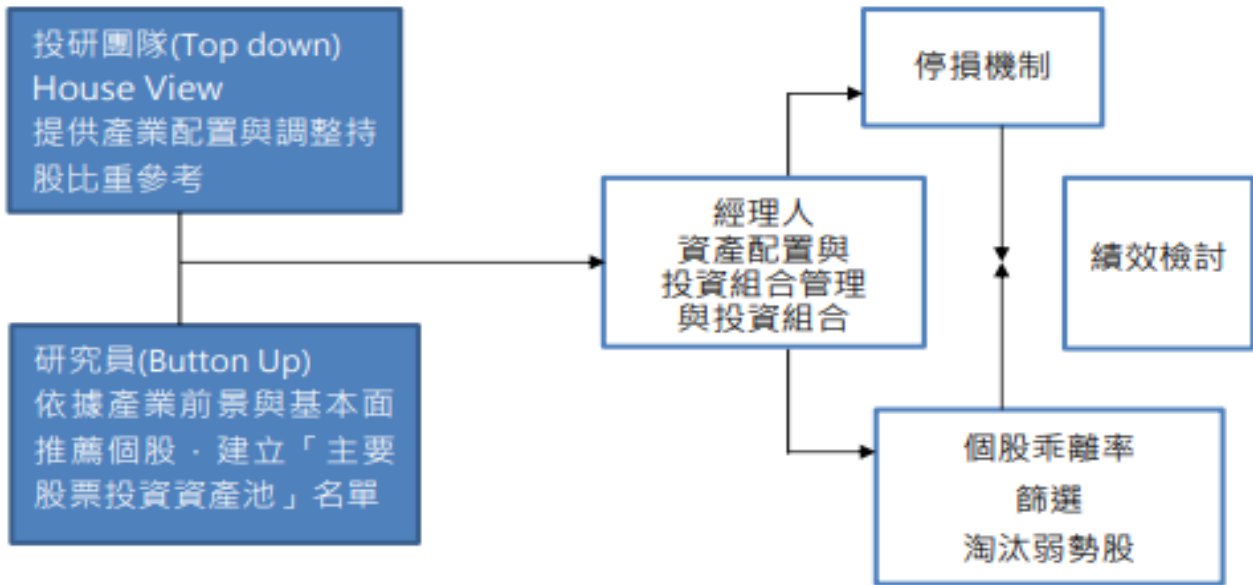 投研團隊(Top down)
House View
提供產業配置與調整持
股比重參考
研究員(Button Up)
依據產業前景與基本面
推薦個股．建立「主要
股票投資資產池」名單
經理人
資產配置與
投資組合管理
與投資組合
停損機制
個股乖離率
篩選
淘汰弱勢股
績效檢討